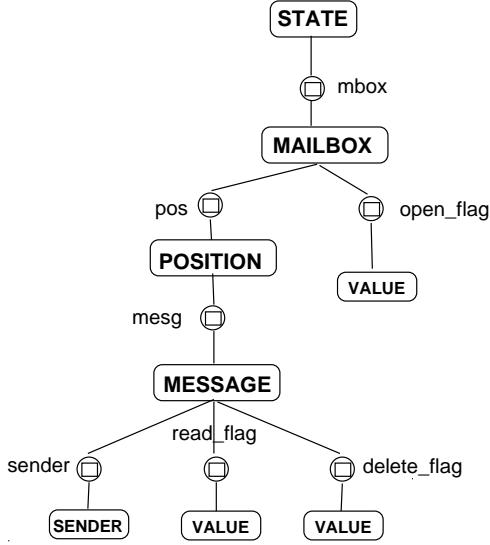 STATE
mbox
MAILBOX
pos
open_flag
POSITION
VALUE
mesg
MESSAGE
read_flag
sender
delete_flag
SENDER
VALUE
VALUE